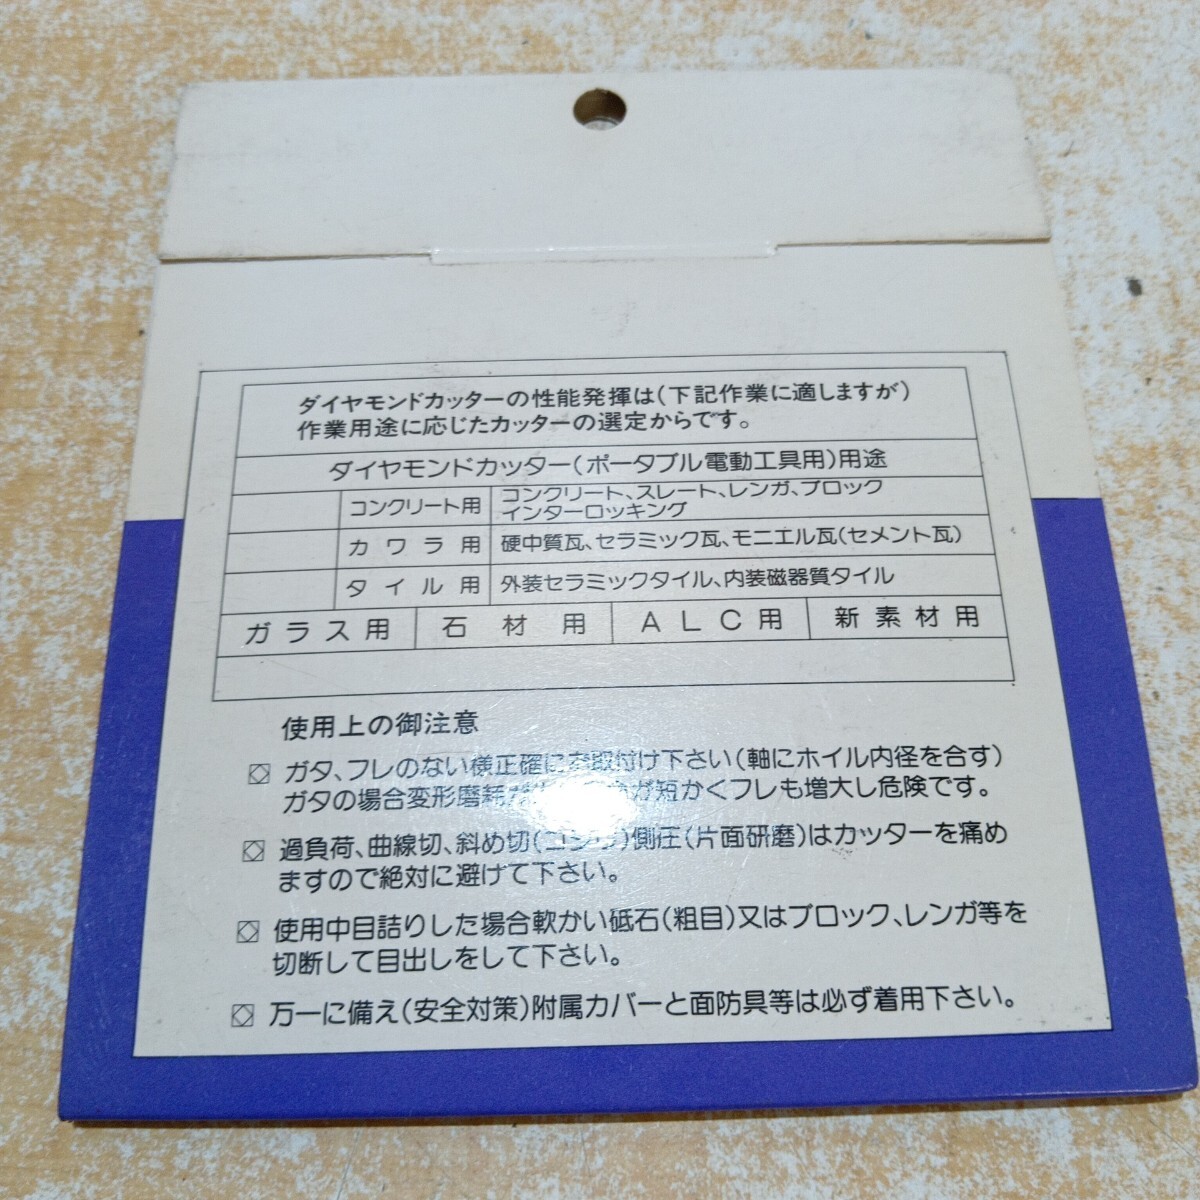 ダイヤモンドカッターの性能発揮は(下記作業に適しますが)
作業用途に応じたカッターの選定からです。
ダイヤモンドカッター(ポータブル電動工具用)用途
コンクリート用 コンクリート、スレート、レンガ、ブロック
インターロッキング
カワラ用 硬中質瓦、セラミック瓦、モニエル瓦(セメント瓦)
タイル用 外装セラミックタイル、内装磁器質タイル
ガラス用 石材用 ALC用 新素材用
使用上の御注意
ガタ、フレのない様正確に取付け下さい(軸にホイル内径を合す)
ガタの場合変形磨耗が短かくフレも増大し危険です。
過負荷、曲線切、斜め切(コジリ)側圧(片面研磨)はカッターを痛め
ますので絶対に避けて下さい。
使用中目詰りした場合軟かい砥石(粗目)又はブロック、レンガ等を
切断して目出しをして下さい。
万一に備え(安全対策)附属カバーと面防具等は必ず着用下さい。